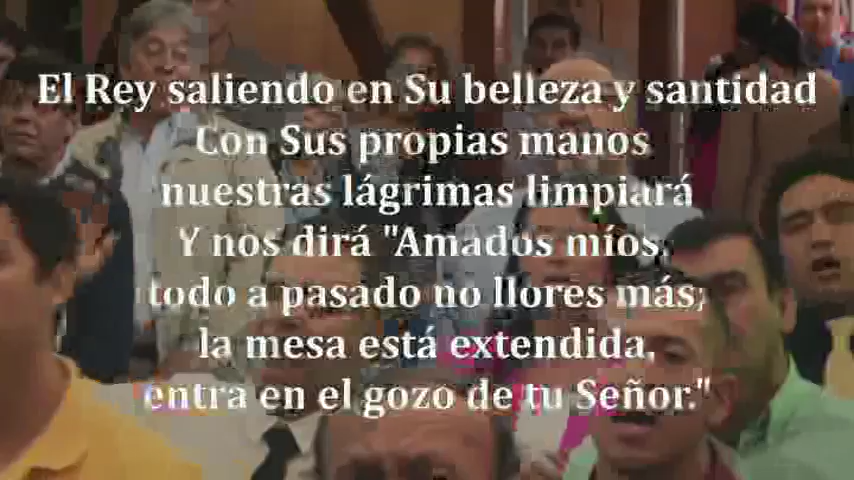 El Rey saliendo en Su belleza y santidad
Con Sus propias manos
nuestras lágrimas limpiará
Y nos dirá "Amados míos,
todo a pasado no llores más;
la mesa está extendida,
entra en el gozo de tu Señor."